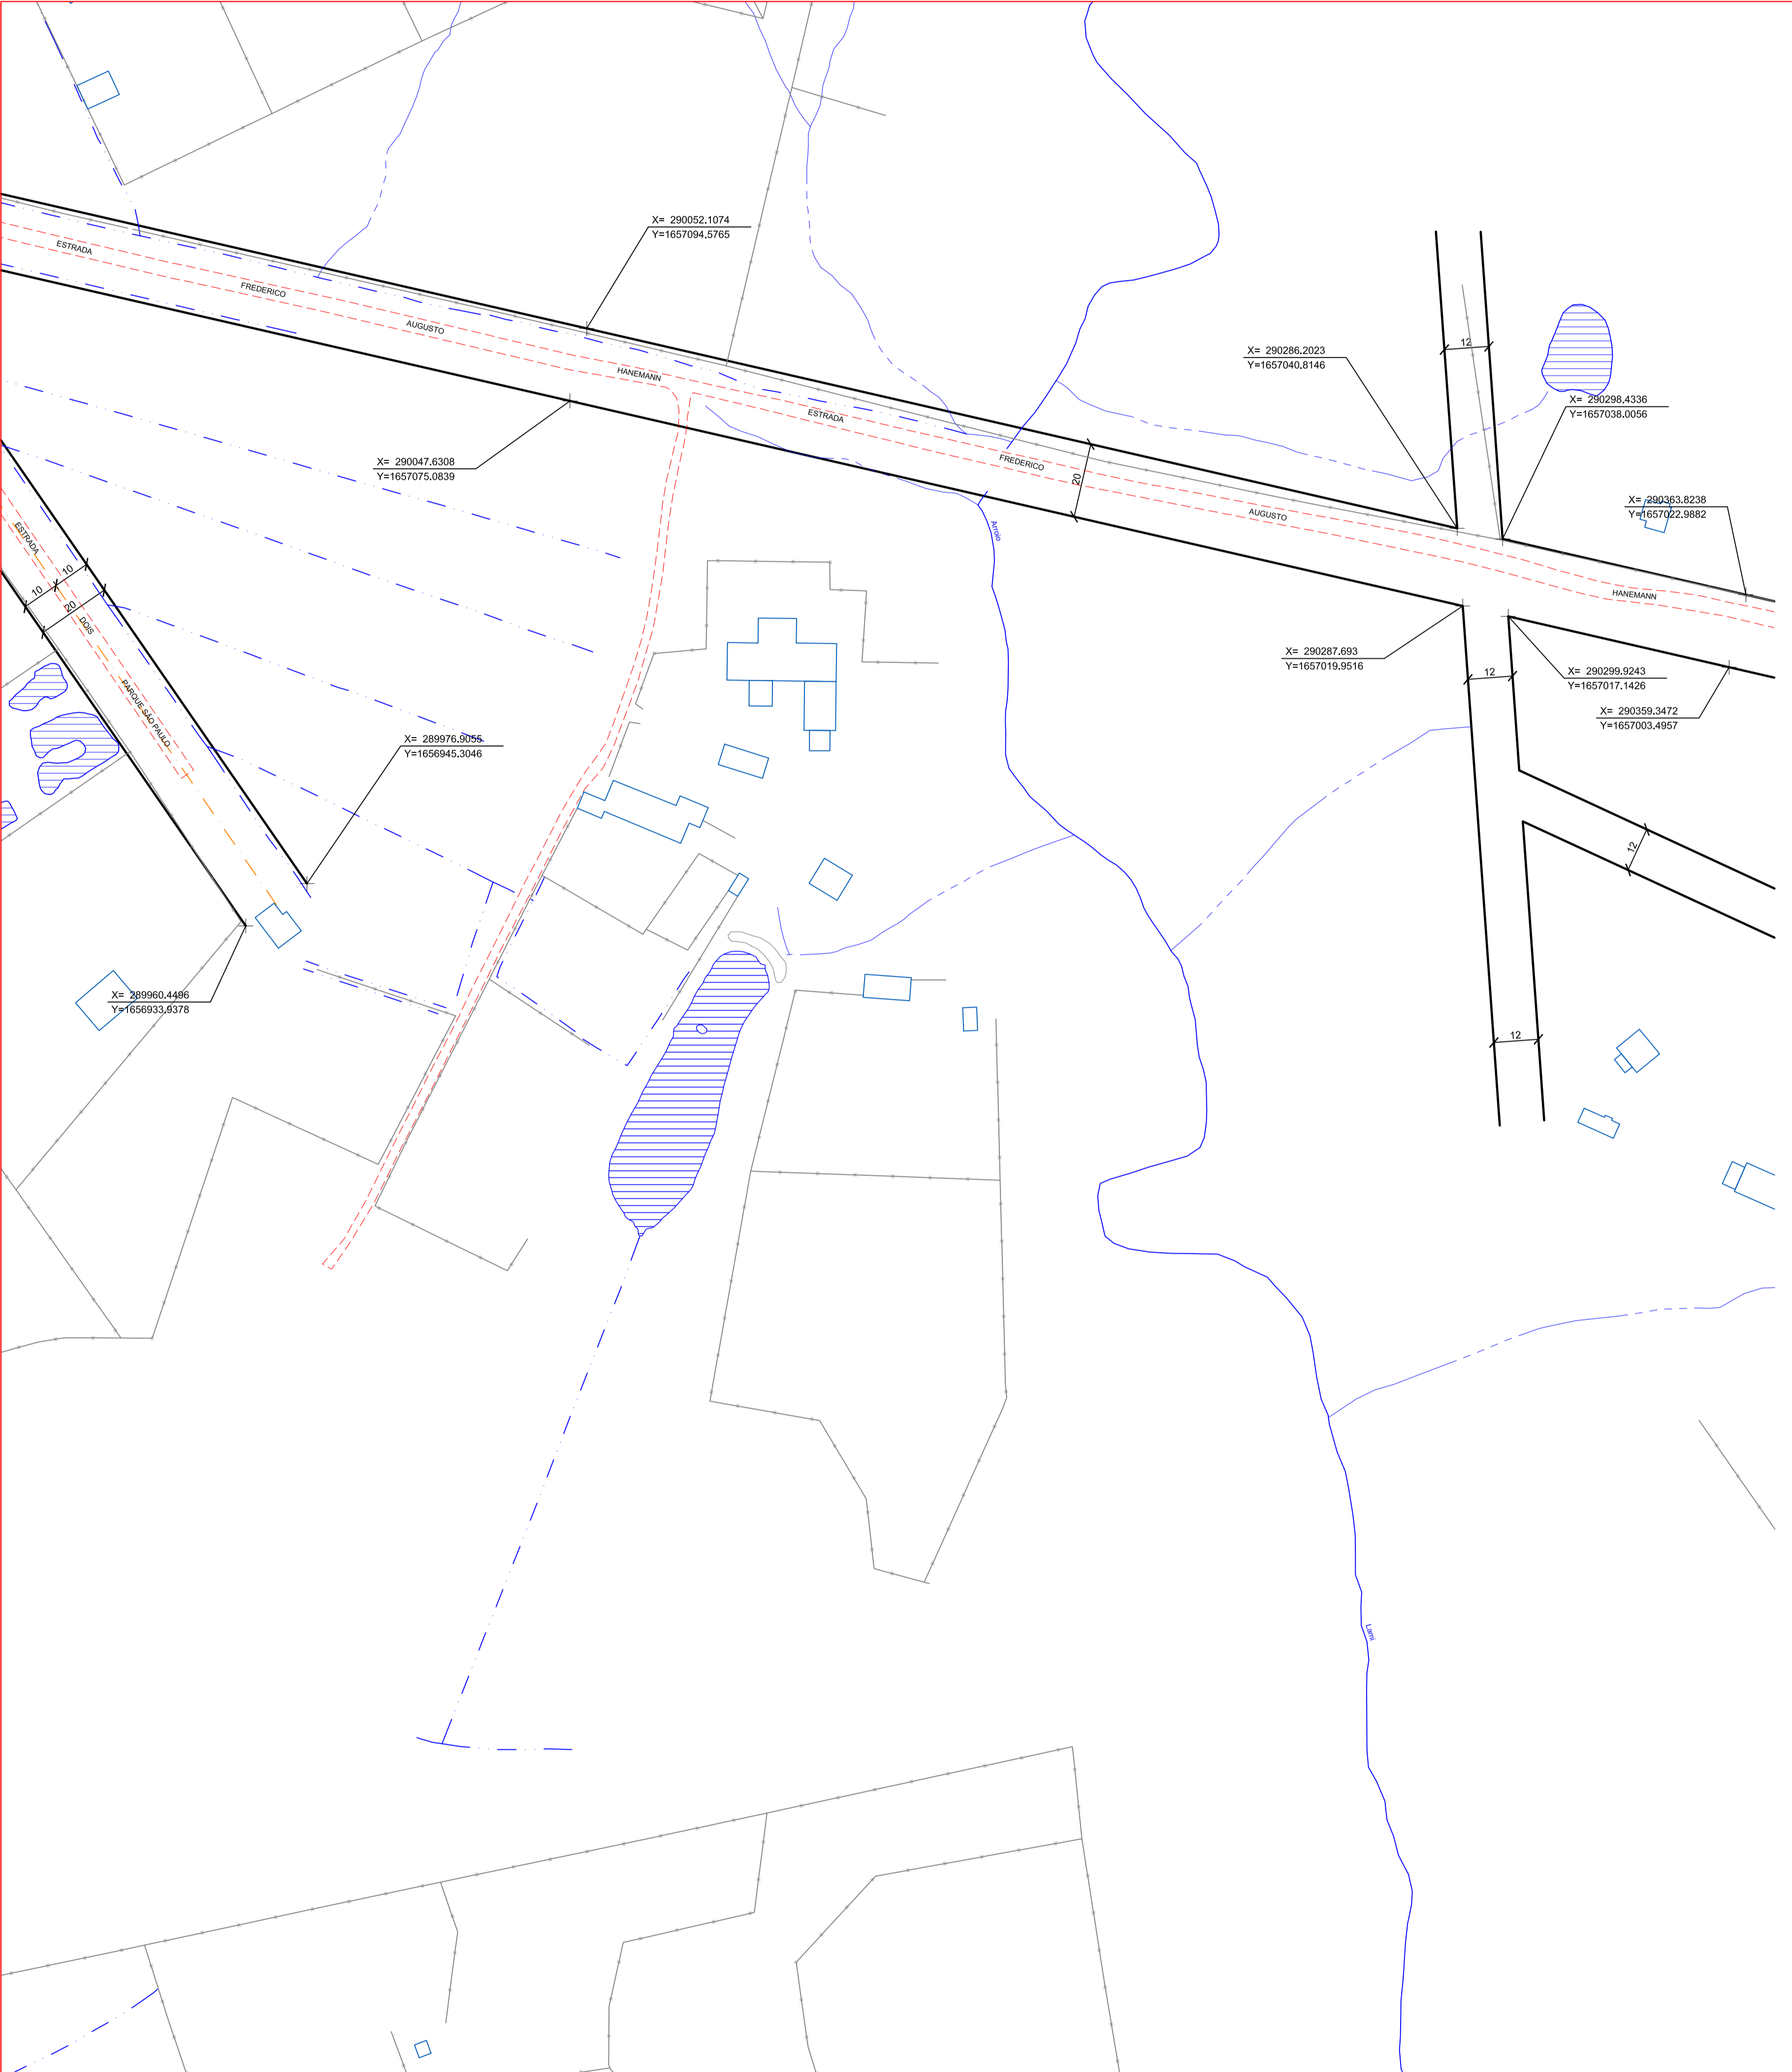 X= 290052.1074
Y=1657094.5765
ESTRADA
FREDERICO
AUGUSTO
HANEMANN
ESTRADA
FREDERICO
AUGUSTO
HANEMANN
X= 290286.2023
Y=1657040.8146
12
X= 290298.4336
Y=1657038.0056
X= 290047.6308
Y=1657075.0839
20
X= 290363.8238
Y=1657022.9882
Arroio
ESTRADA
DOIS
PARQUE SÃO PAULO
10
10
20
X= 290287.693
Y=1657019.9516
12
X= 290299.9243
Y=1657017.1426
X= 290359.3472
Y=1657003.4957
X= 289976.9055
Y=1656945.3046
12
X= 289960.4496
Y=1656933.9378
12
Lami